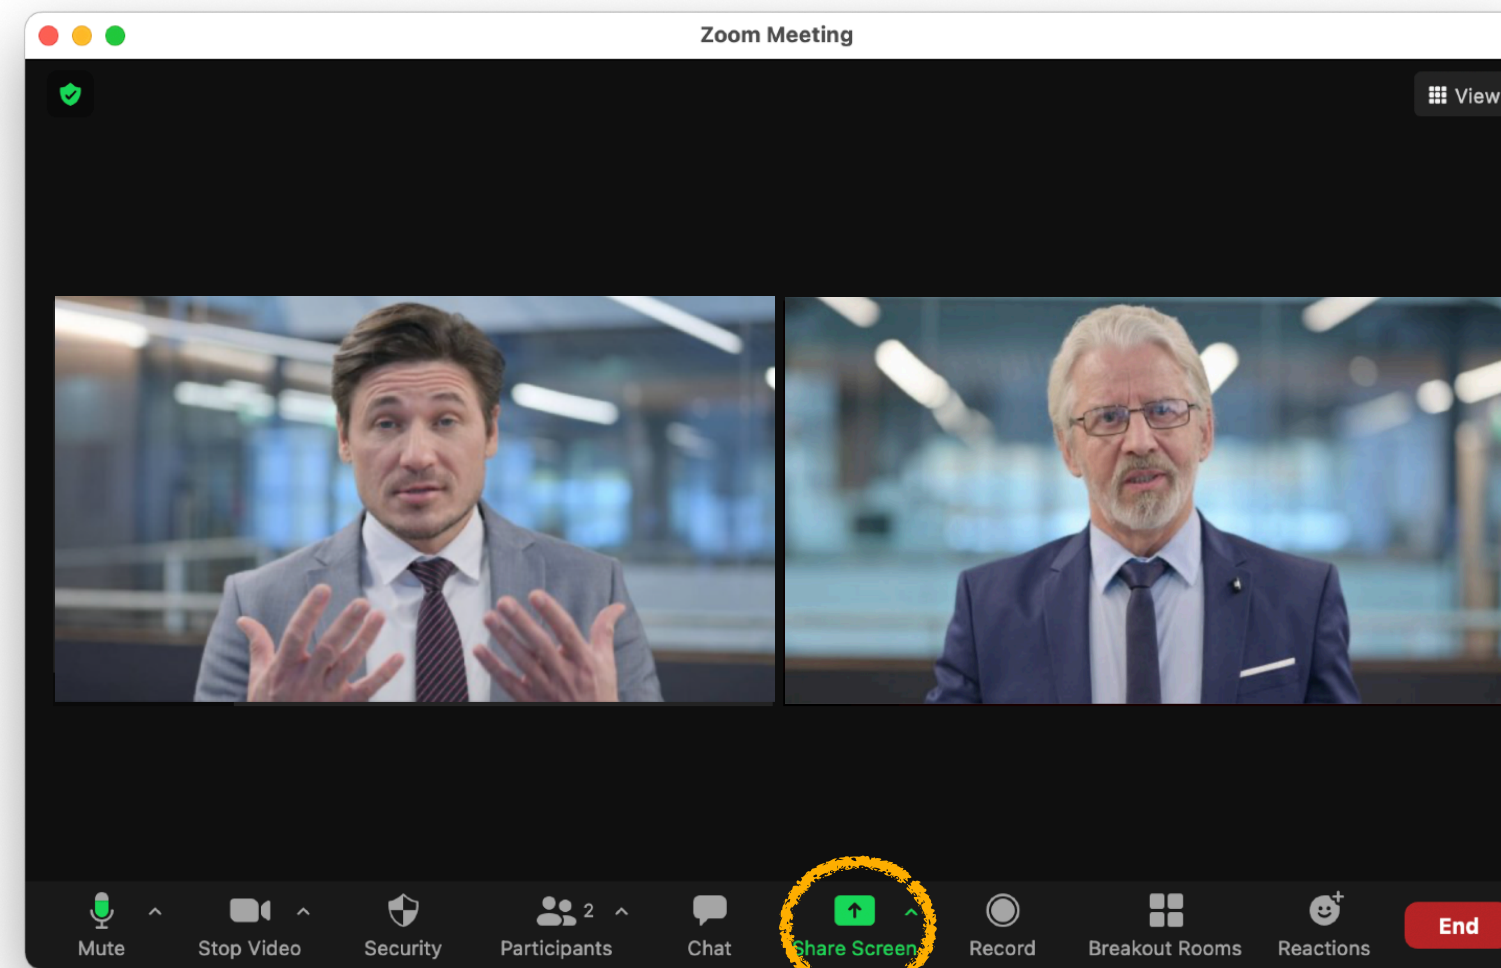 Zoom Meeting
View
Mute
Stop Video
Security
2
Participants
Chat
Share Screen
Record
Breakout Rooms
Reactions
End